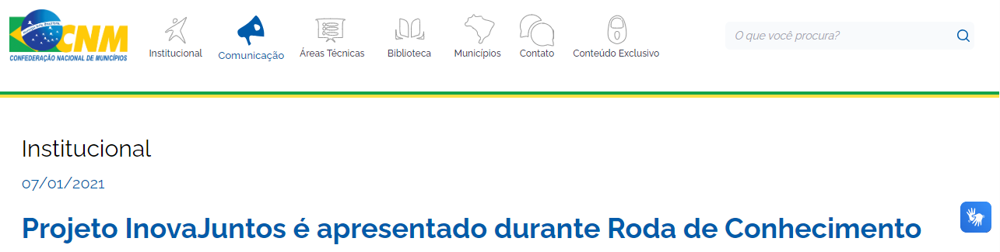 CNM
CONFEDERAÇÃO NACIONAL DE MUNICÍPIOS
Institucional
Comunicação
Áreas Técnicas
Biblioteca
Municípios
Contato
Conteúdo Exclusivo
O que você procura?
Institucional
07/01/2021
Projeto InovaJuntos é apresentado durante Roda de Conhecimento